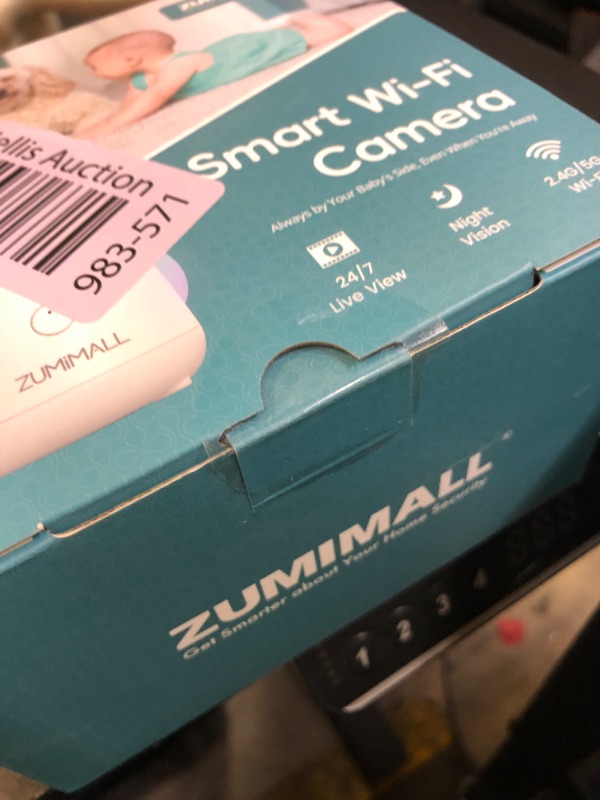 Smart Wi-Fi
Camera
Always by Your Baby's Side, Even When You're Away
24/7
Live View
Night
Vision
2.4G/5G
Wi-Fi
ellis Auction
983-571
ZUMIMALL
ZUMIMALL
Get Smarter about Your Home Security
1 2 3 4